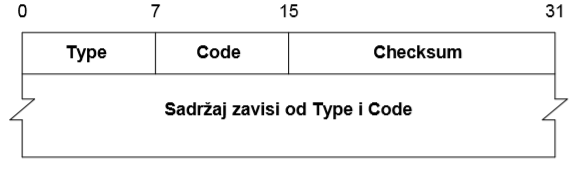 0 7 15 31
Type Code Checksum
Sadržaj zavisi od Type i Code